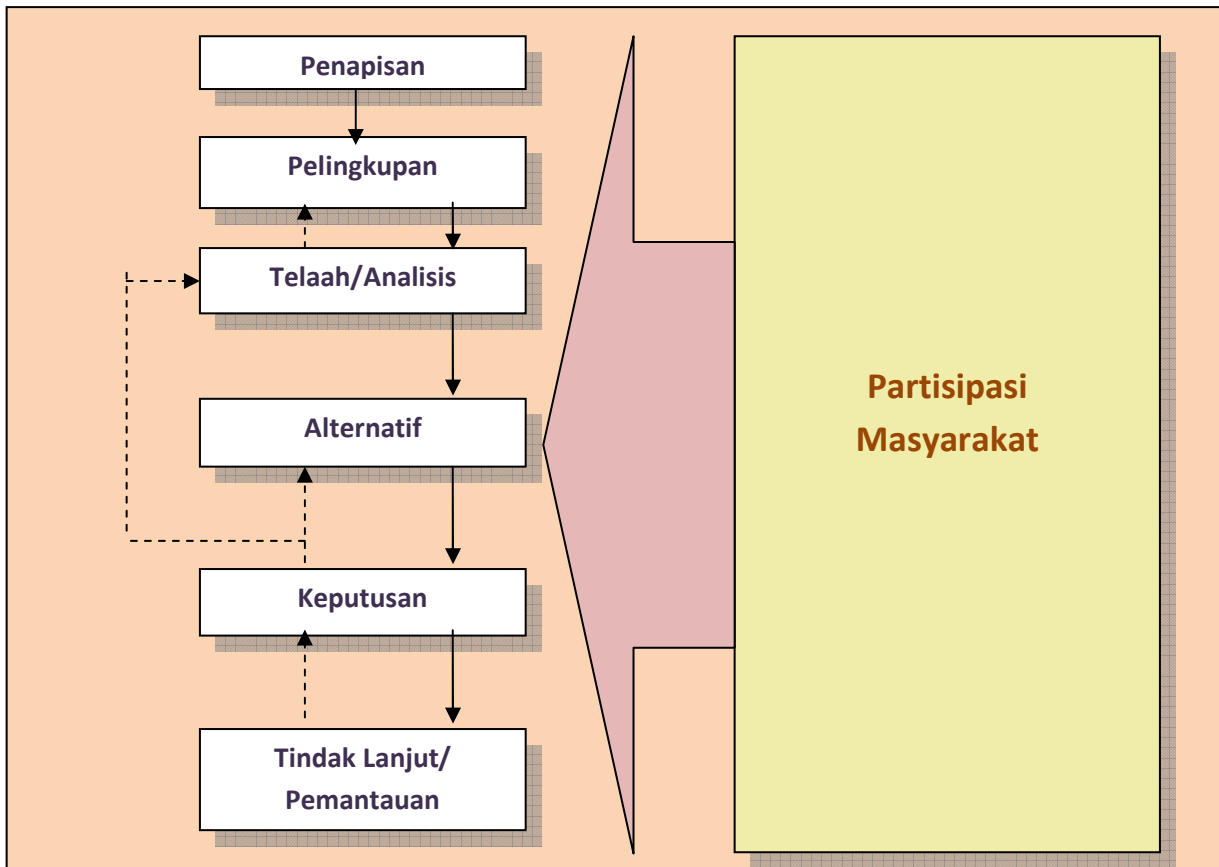 Penapisan
Pelingkupan
Telaah/Analisis
Alternatif
Keputusan
Tindak Lanjut/
Pemantauan
Partisipasi
Masyarakat